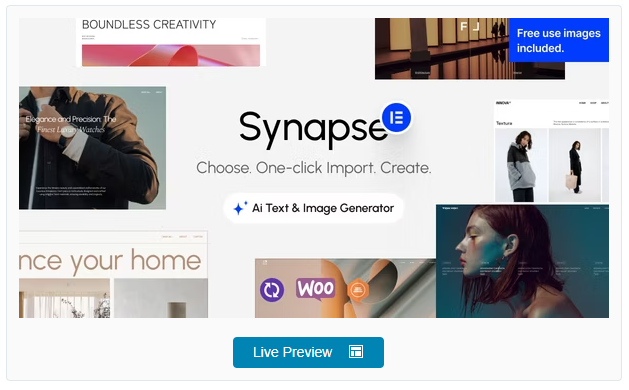 BOUNDLESS CREATIVITY
F
Free use images
included.
Elegance and Precision: The
Finest Luxury Watches
Synapse
Choose. One-click Import. Create.
Textura
Ai Text & Image Generator
nce your home
WOO
Live Preview